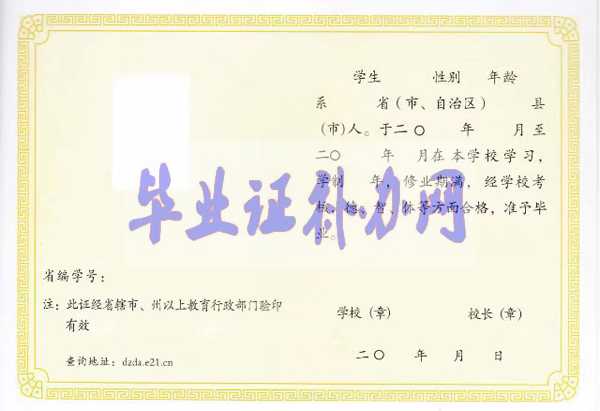 学生 性别 年龄
系 省(市、自治区) 县
(市)人。于二〇 年 月至
二〇 年 月在本学校学习，
学制 年，修业期满，经学校考
核，德、智、体等方面合格，准予毕
业。
毕业证补办网
省编学号：
注：此证经省辖市、州以上教育行政部门验印
有效
学校（章） 校长（章）
查询地址：dzda.e21.cn
二〇 年 月 日